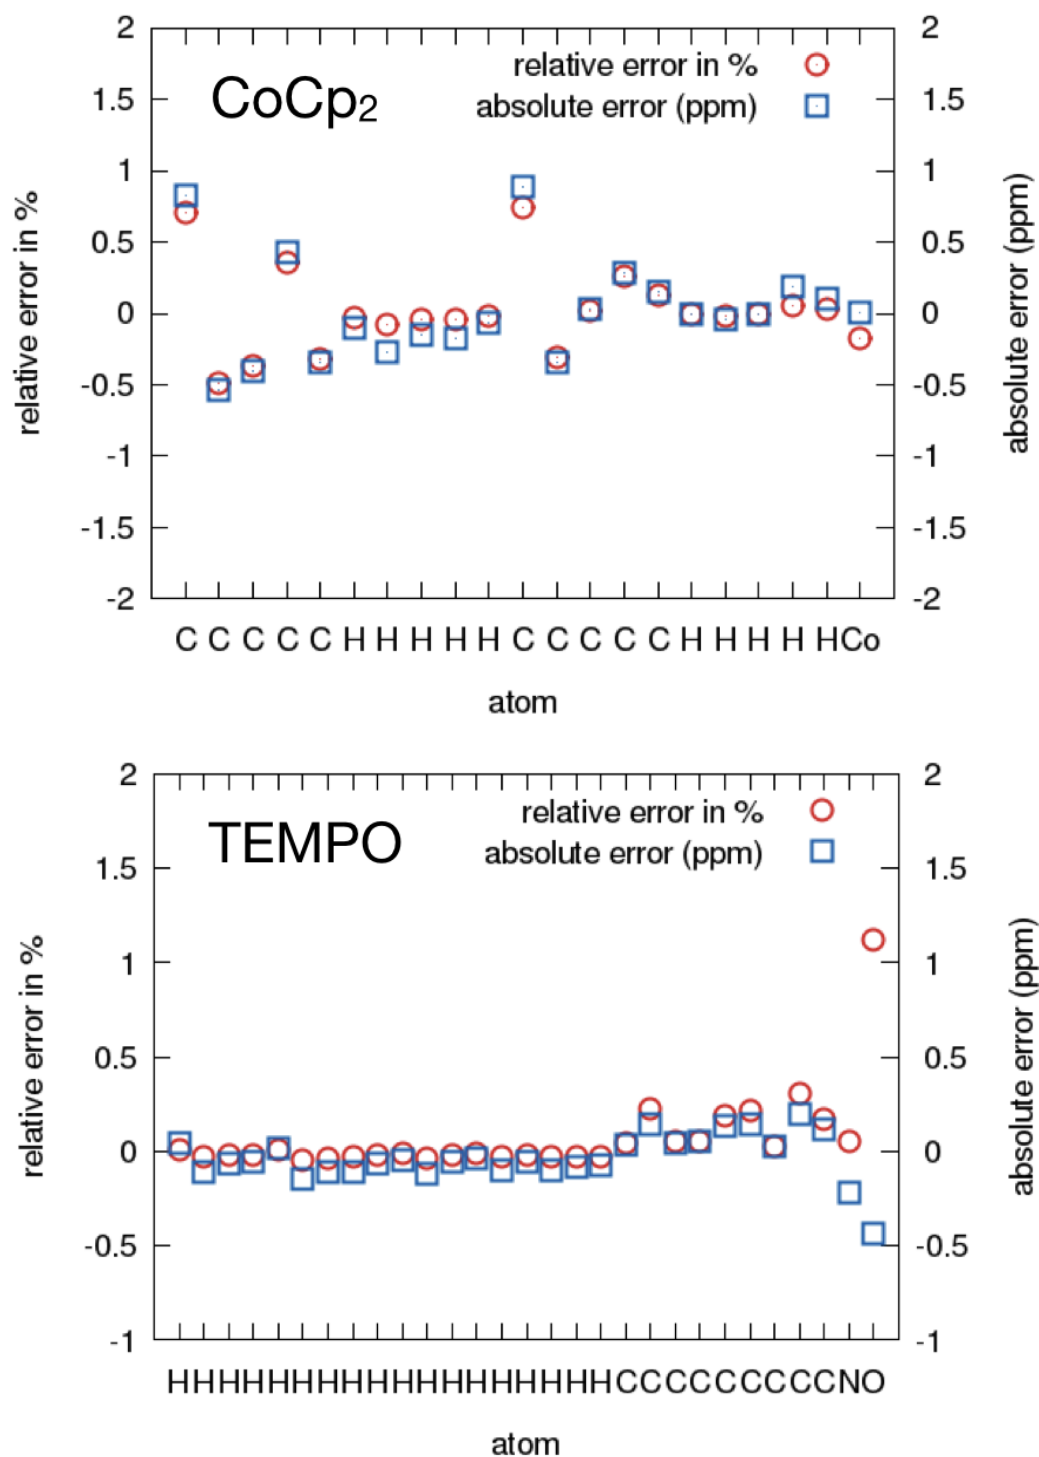 2 2
relative error in %
CoCp2
1.5 absolute error (ppm) 1.5
1 1
0.5 0.5
0 0
-0.5 -0.5
-1 -1
-1.5 -1.5
-2 -2
relative error in %
absolute error (ppm)
C C C C C H H H H H C C C C C H H H H H Co
atom
2 2
relative error in %
TEMPO
absolute error (ppm)
1.5 1.5
1 1
0.5 0.5
0 0
-0.5 -0.5
-1 -1
relative error in %
absolute error (ppm)
HHHHHHHHHHHHHHHHHHCCCCCCCCCNO
atom